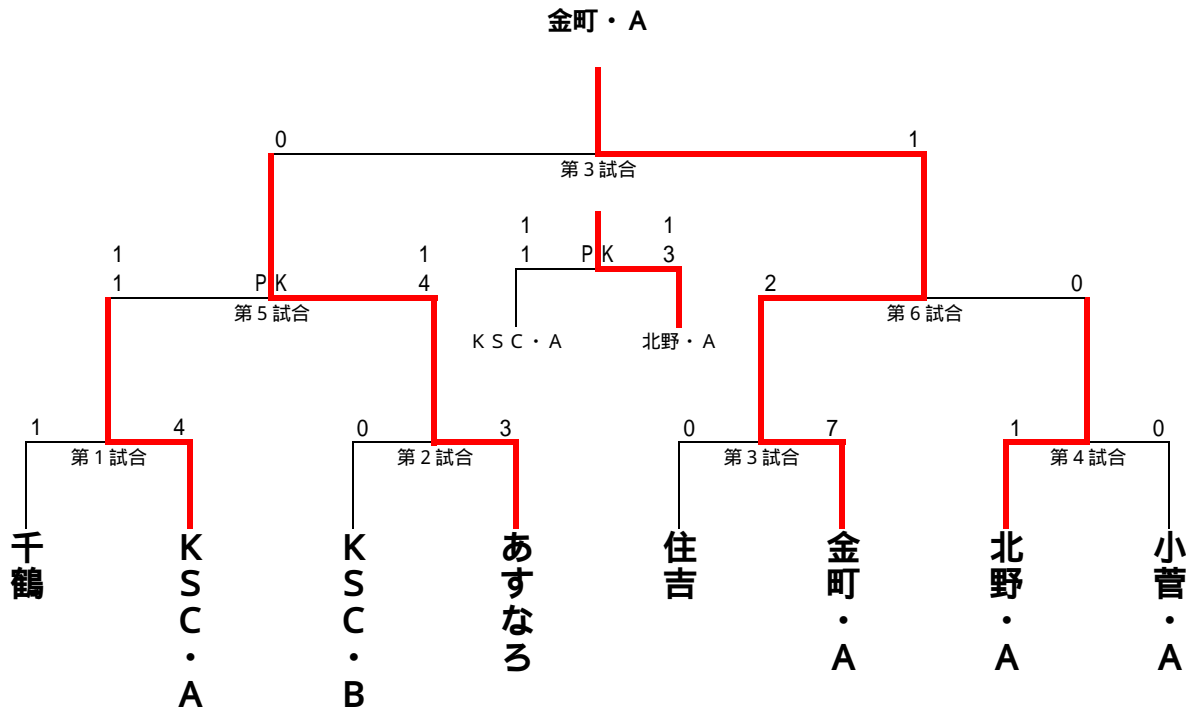 金町・A
0 1
第3試合
1 1 1 1
1 PK 4 1 PK 3 2 0
第5試合 第6試合
KSC・A 北野・A
1 4 0 3 0 7 1 0
第1試合 第2試合 第3試合 第4試合
千鶴
KSC・A
KSC・B
あすなろ
住吉
金町・A
北野・A
小菅・A